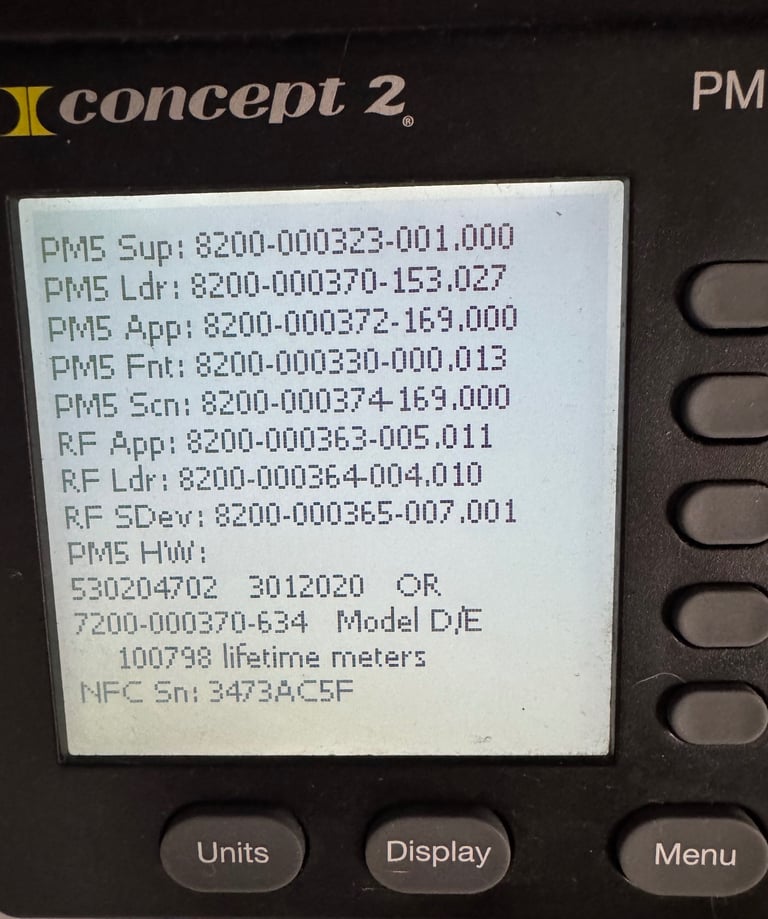 concept 2®
PM
PM5 Sup: 8200-000323-001.000
PM5 Ldr: 8200-000370-153.027
PM5 App: 8200-000372-169.000
PM5 Fnt: 8200-000330-000.013
PM5 Scn: 8200-000374-169.000
RF App: 8200-000363-005.011
RF Ldr: 8200-000364-004.010
RF SDev: 8200-000365-007.001
PM5 HW:
530204702 3012020 OR
7200-000370-634 Model D/E
100798 lifetime meters
NFC Sn: 3473AC5F
Units
Display
Menu